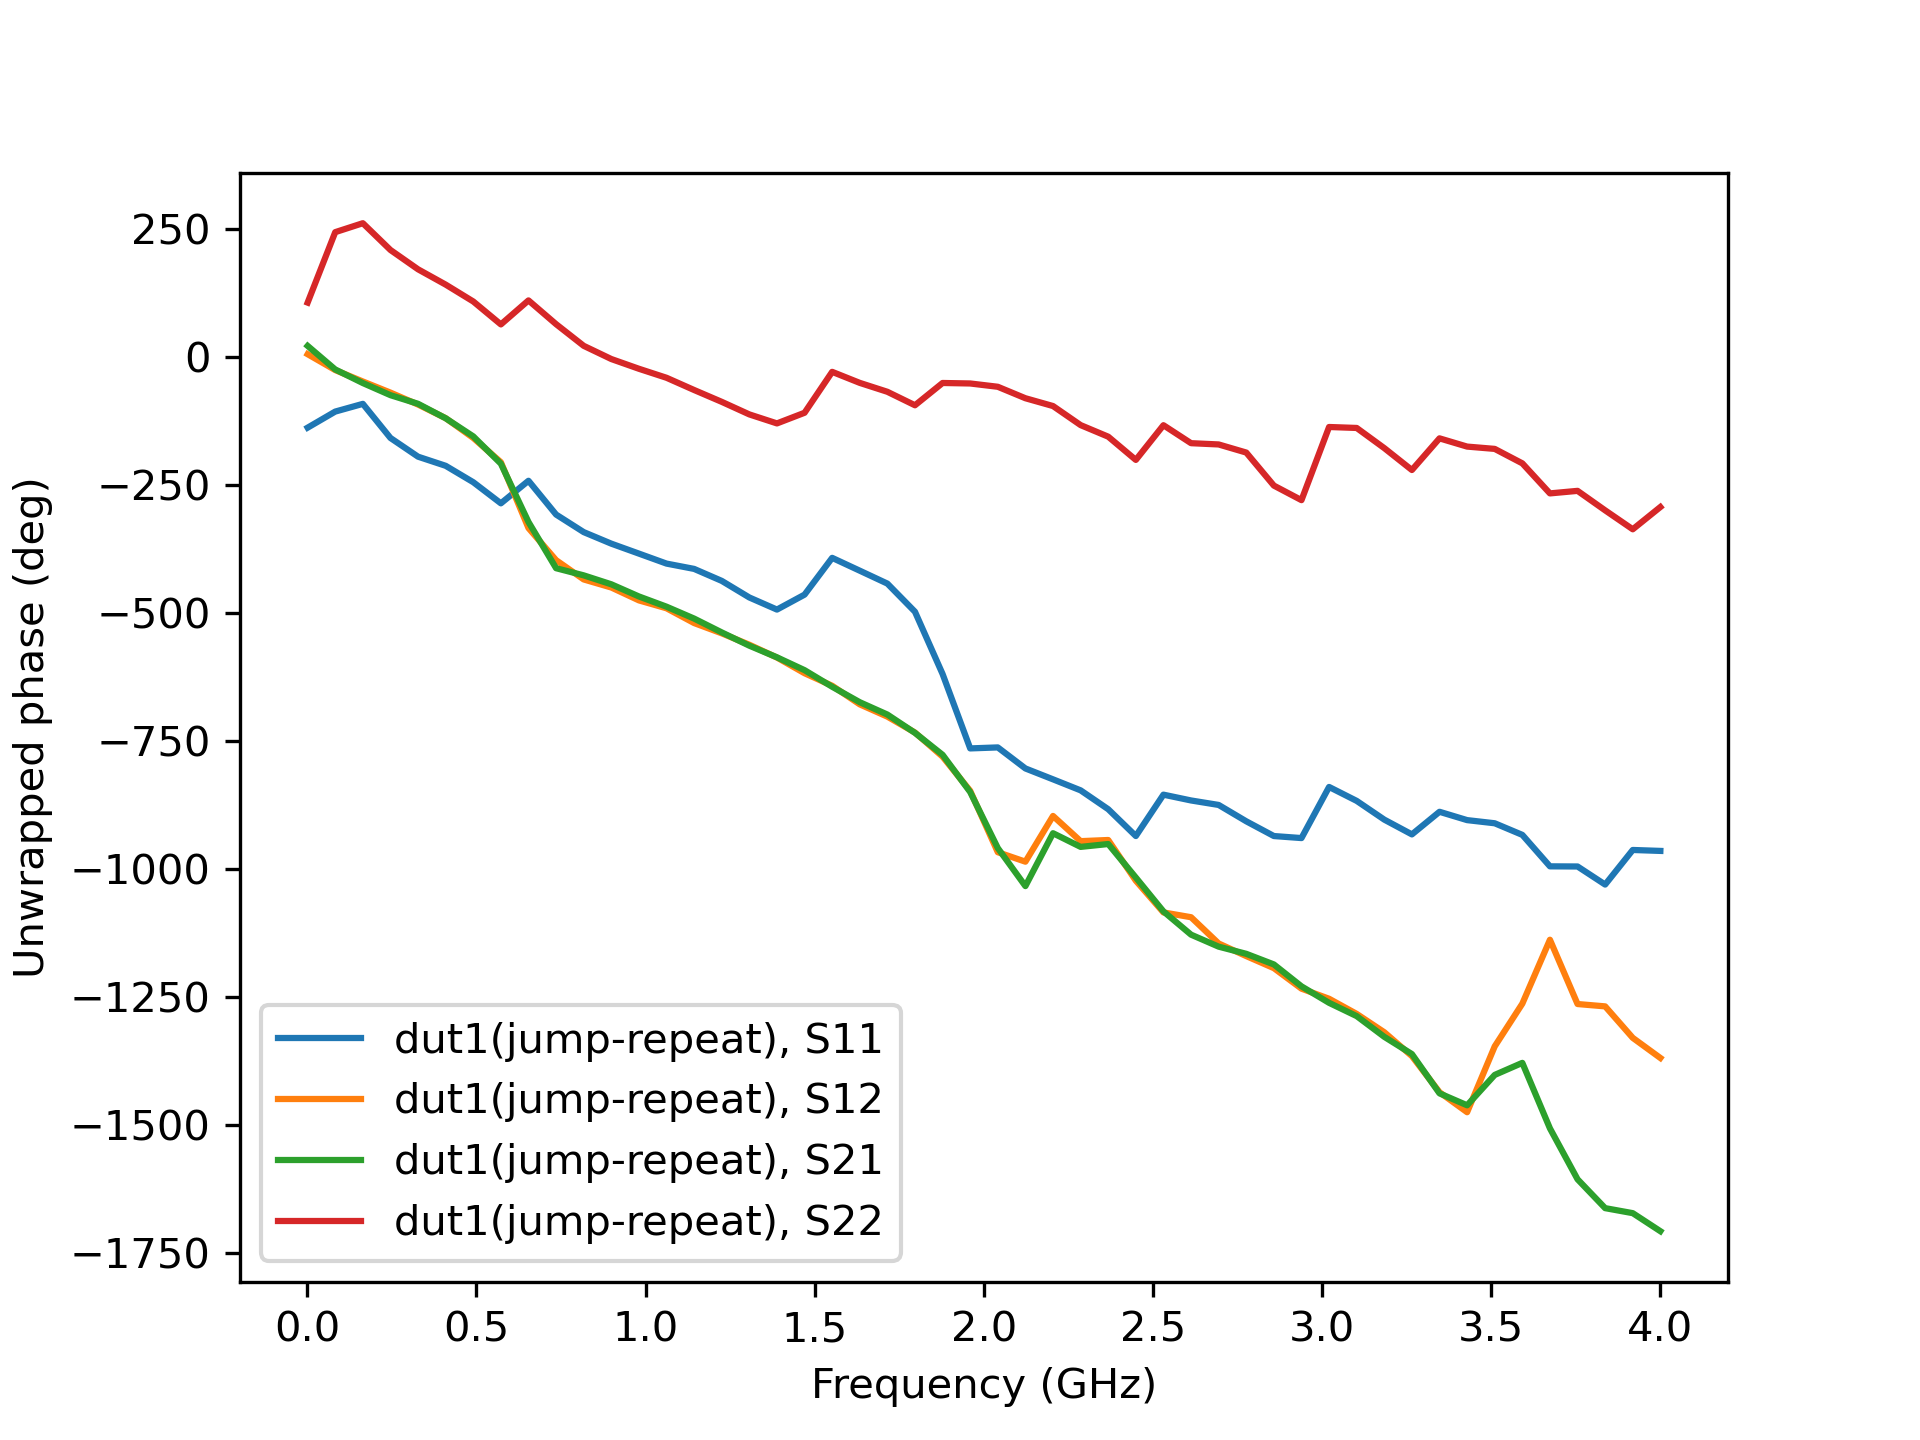 250
0
−250
−500
−750
−1000
−1250
−1500
−1750
Unwrapped phase (deg)
dut1(jump-repeat), S11
dut1(jump-repeat), S12
dut1(jump-repeat), S21
dut1(jump-repeat), S22
0.0 0.5 1.0 1.5 2.0 2.5 3.0 3.5 4.0
Frequency (GHz)